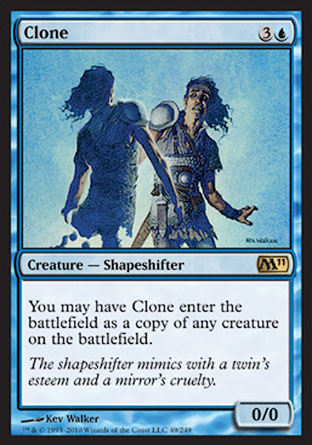 Clone 3
Creature — Shapeshifter M11
You may have Clone enter the
battlefield as a copy of any creature
on the battlefield.
The shapeshifter mimics with a twin's
esteem and a mirror's cruelty.
Kev Walker
™ & © 1993–2010 Wizards of the Coast LLC 49/249
0/0